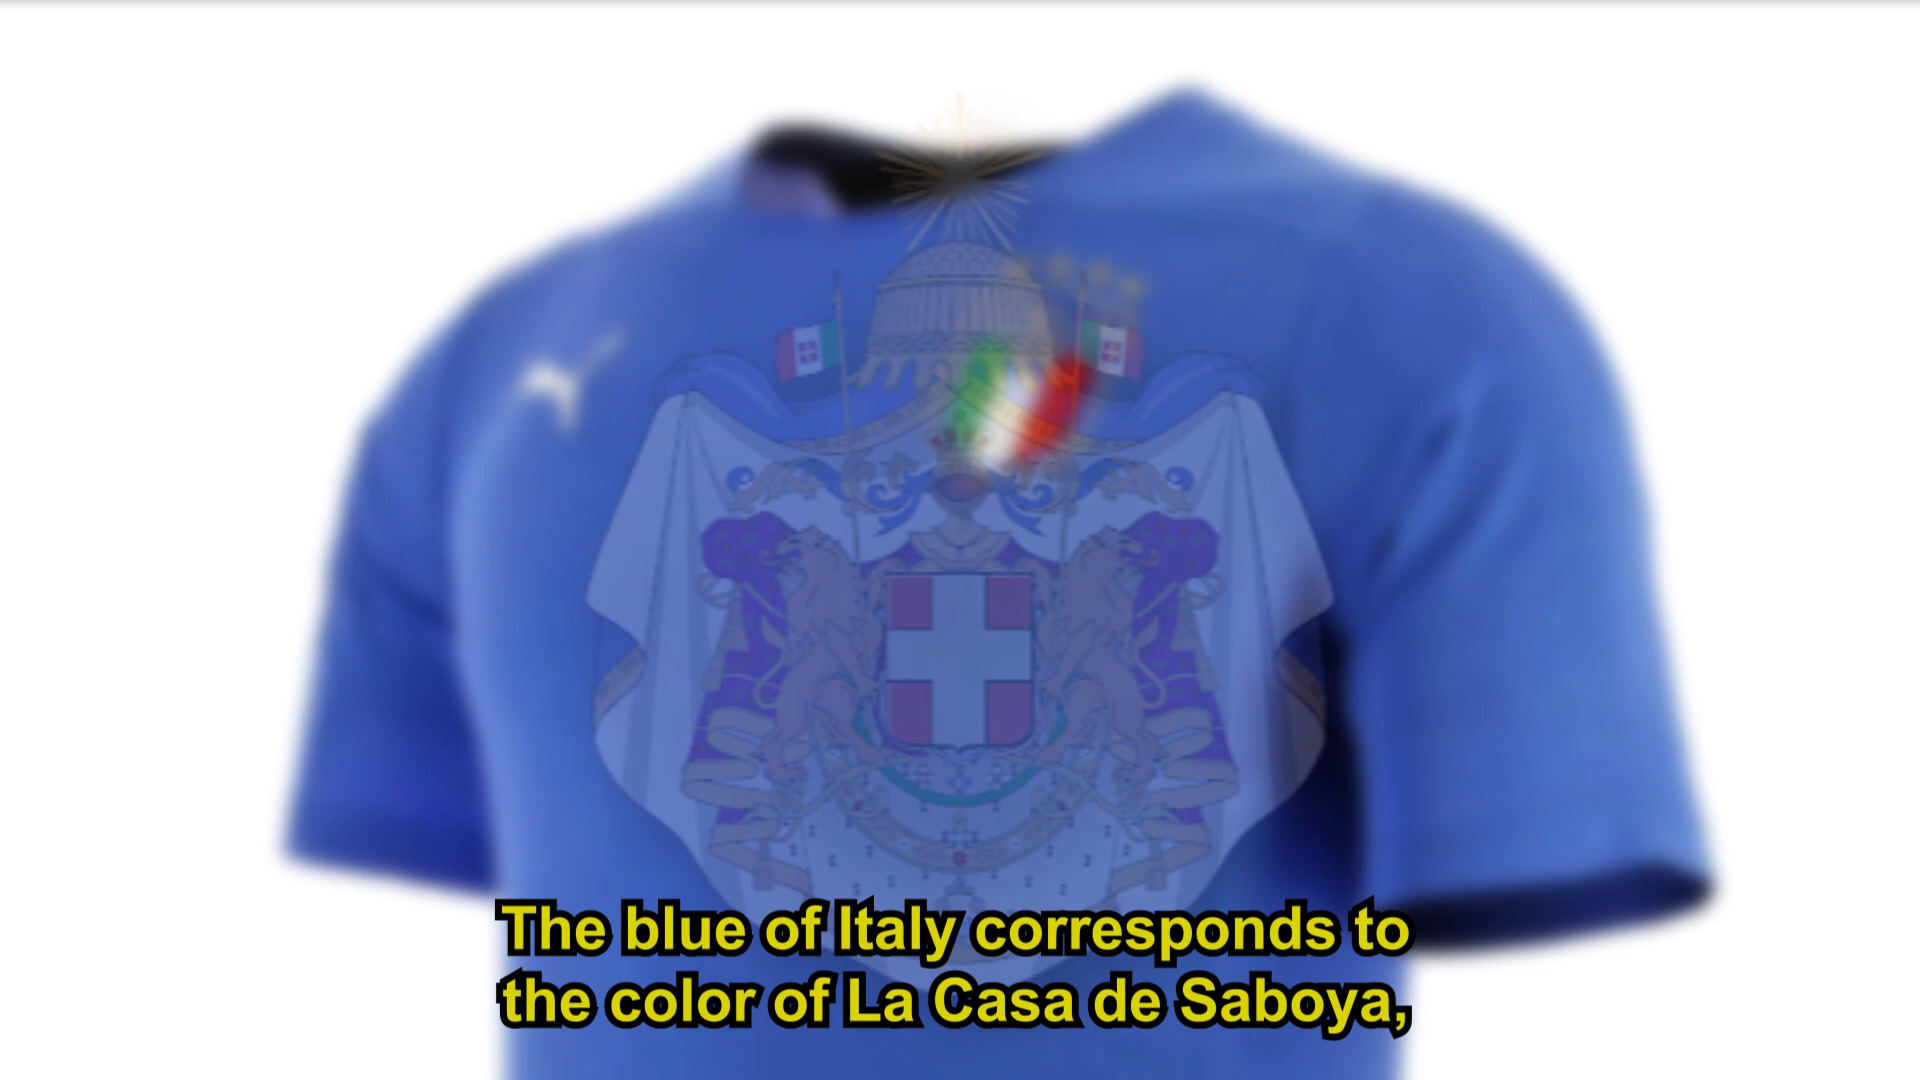 The blue of Italy corresponds to
the color of La Casa de Saboya,